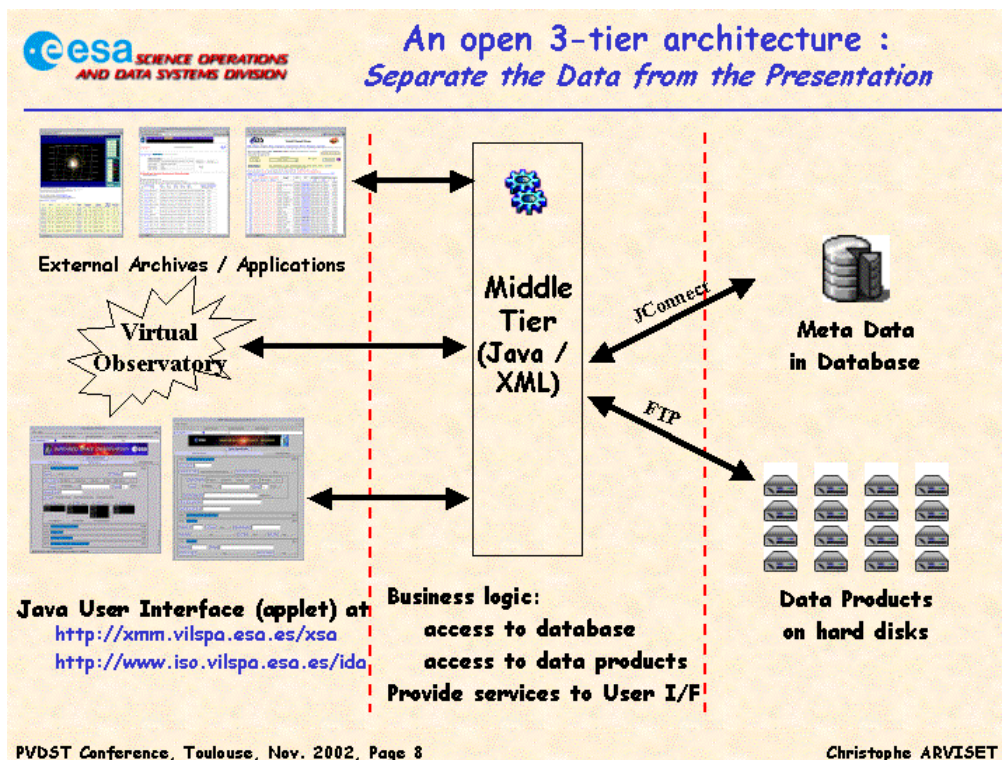 esa SCIENCE OPERATIONS
AND DATA SYSTEMS DIVISION
An open 3-tier architecture :
Separate the Data from the Presentation
External Archives / Applications
Virtual
Observatory
Java User Interface (applet) at
http://xmm.vilspa.esa.es/xsa
http://www.iso.vilspa.esa.es/ida
Middle
Tier
(Java /
XML)
Business logic:
access to database
access to data products
Provide services to User I/F
JConnect
FTP
Meta Data
in Database
Data Products
on hard disks
PVDST Conference, Toulouse, Nov. 2002, Page 8
Christophe ARVISET